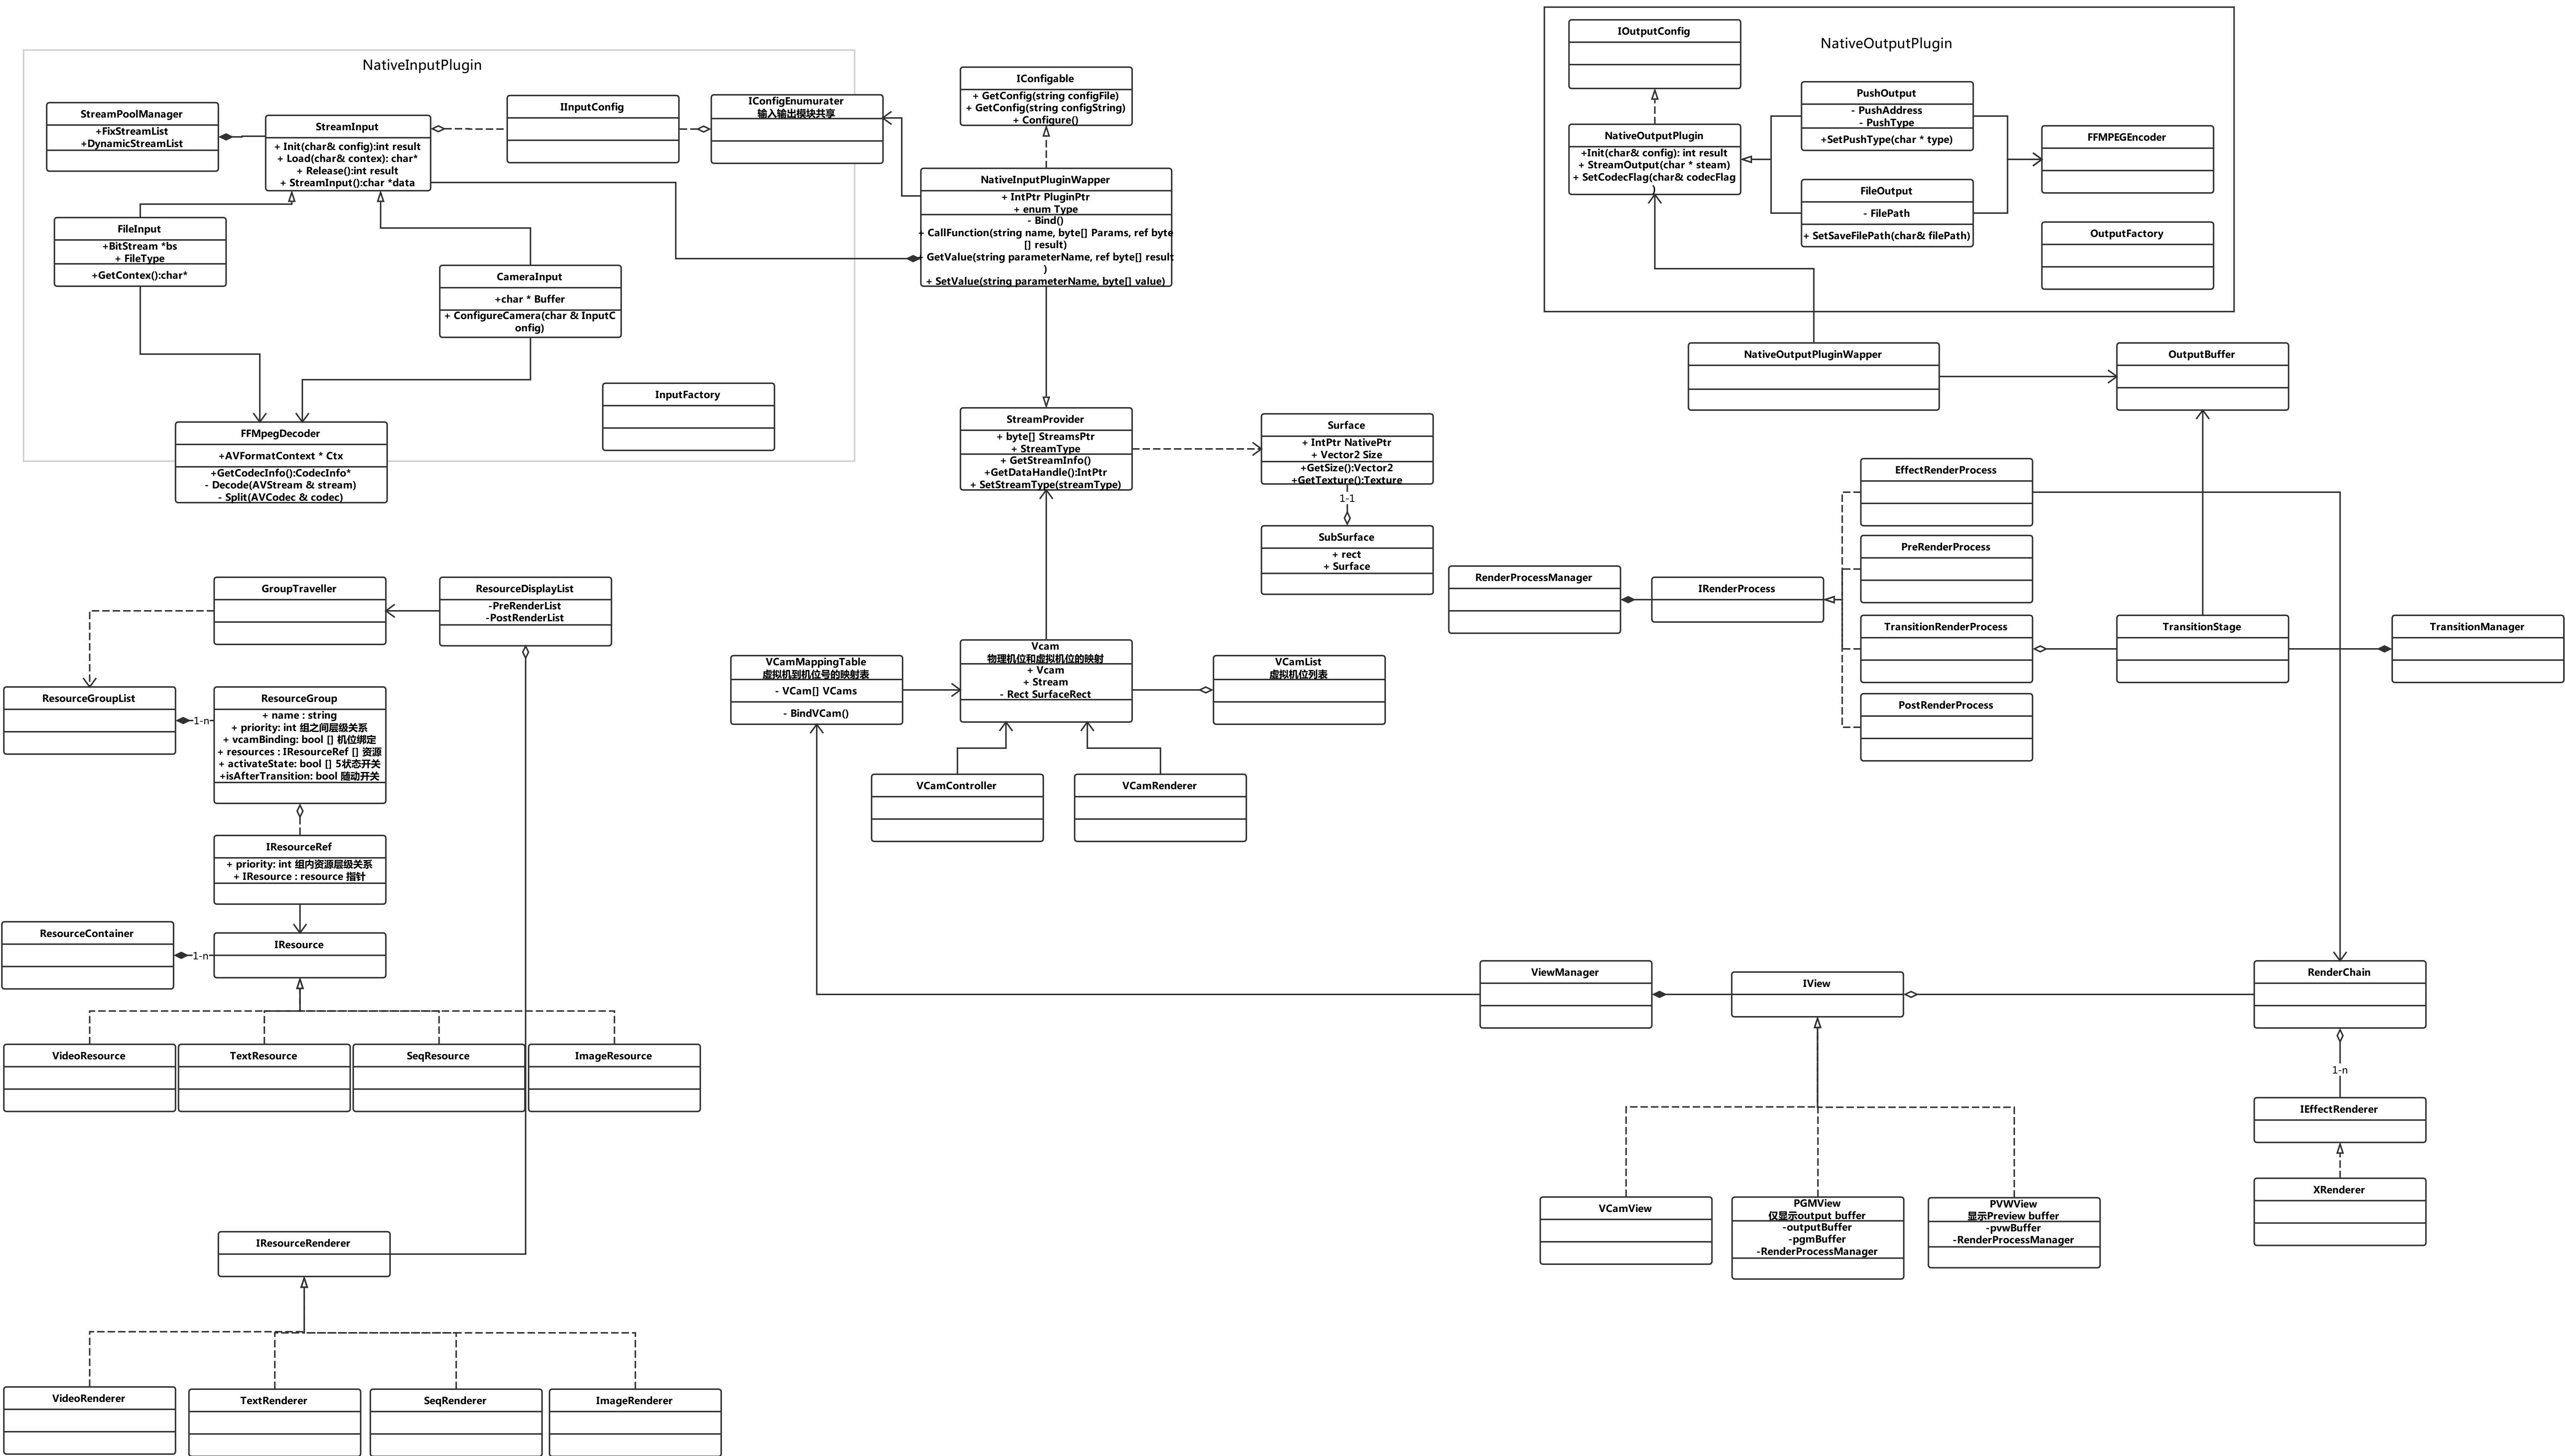 NativeInputPlugin
StreamPoolManager
+FixStreamList
+DynamicStreamList
StreamInput
+ Init(char& config):int result
+ Load(char& contex): char*
+ Release():int result
+ StreamInput():char *data
IInputConfig
IConfigEnumurater
输入输出模块共享
FileInput
+BitStream *bs
+ FileType
+GetContex():char*
CameraInput
+char * Buffer
+ ConfigureCamera(char & InputC
onfig)
InputFactory
FFMpegDecoder
+AVFormatContext * Ctx
+GetCodecInfo():CodecInfo*
- Decode(AVStream & stream)
- Split(AVCodec & codec)
IConfigable
+ GetConfig(string configFile)
+ GetConfig(string configString)
+ Configure()
NativeInputPluginWapper
+ IntPtr PluginPtr
+ enum Type
- Bind()
+ CallFunction(string name, byte[] Params, ref byte
[] result)
+ GetValue(string parameterName, ref byte[] result
)
+ SetValue(string parameterName, byte[] value)
StreamProvider
+ byte[] StreamsPtr
+ StreamType
+ GetStreamInfo()
+GetDataHandle():IntPtr
+ SetStreamType(streamType)
Surface
+ IntPtr NativePtr
+ Vector2 Size
+GetSize():Vector2
+GetTexture():Texture
1-1
SubSurface
+ rect
+ Surface
NativeOutputPlugin
IOutputConfig
NativeOutputPlugin
+Init(char& config): int result
+ StreamOutput(char * steam)
+ SetCodecFlag(char& codecFlag
)
PushOutput
- PushAddress
- PushType
+SetPushType(char * type)
FileOutput
- FilePath
+ SetSaveFilePath(char& filePath)
FFMPEGEncoder
OutputFactory
NativeOutputPluginWapper
OutputBuffer
EffectRenderProcess
PreRenderProcess
RenderProcessManager
IRenderProcess
TransitionRenderProcess
TransitionStage
TransitionManager
PostRenderProcess
GroupTraveller
ResourceDisplayList
-PreRenderList
-PostRenderList
ResourceGroupList
1-n
ResourceGroup
+ name : string
+ priority: int 组之间层级关系
+ vcamBinding: bool [] 机位绑定
+ resources : IResourceRef [] 资源
+ activateState: bool [] 5状态开关
+isAfterTransition: bool 随动开关
IResourceRef
+ priority: int 组内资源层级关系
+ IResource : resource 指针
ResourceContainer
1-n
IResource
VideoResource
TextResource
SeqResource
ImageResource
IResourceRenderer
VideoRenderer
TextRenderer
SeqRenderer
ImageRenderer
VCamMappingTable
虚拟机到机位号的映射表
- VCam[] VCams
- BindVCam()
Vcam
物理机位和虚拟机位的映射
+ Vcam
+ Stream
- Rect SurfaceRect
VCamList
虚拟机位列表
VCamController
VCamRenderer
ViewManager
IView
RenderChain
1-n
IEffectRenderer
XRenderer
VCamView
PGMView
仅显示output buffer
-outputBuffer
-pgmBuffer
-RenderProcessManager
PVWView
显示Preview buffer
-pvwBuffer
-RenderProcessManager